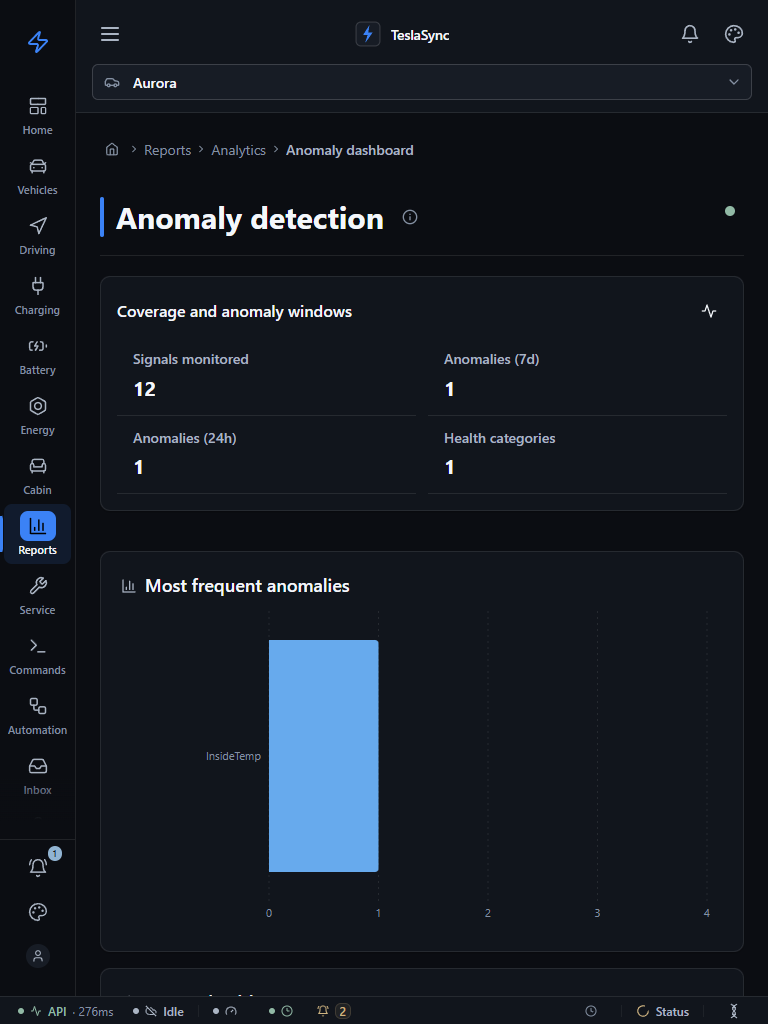 TeslaSync
Aurora
Home
Vehicles
Driving
Charging
Battery
Energy
Cabin
Reports
Service
Commands
Automation
Inbox
1
Reports Analytics Anomaly dashboard
Anomaly detection
Coverage and anomaly windows
Signals monitored
12
Anomalies (7d)
1
Anomalies (24h)
1
Health categories
1
Most frequent anomalies
InsideTemp
0 1 2 3 4
API · 276ms Idle 2 Status